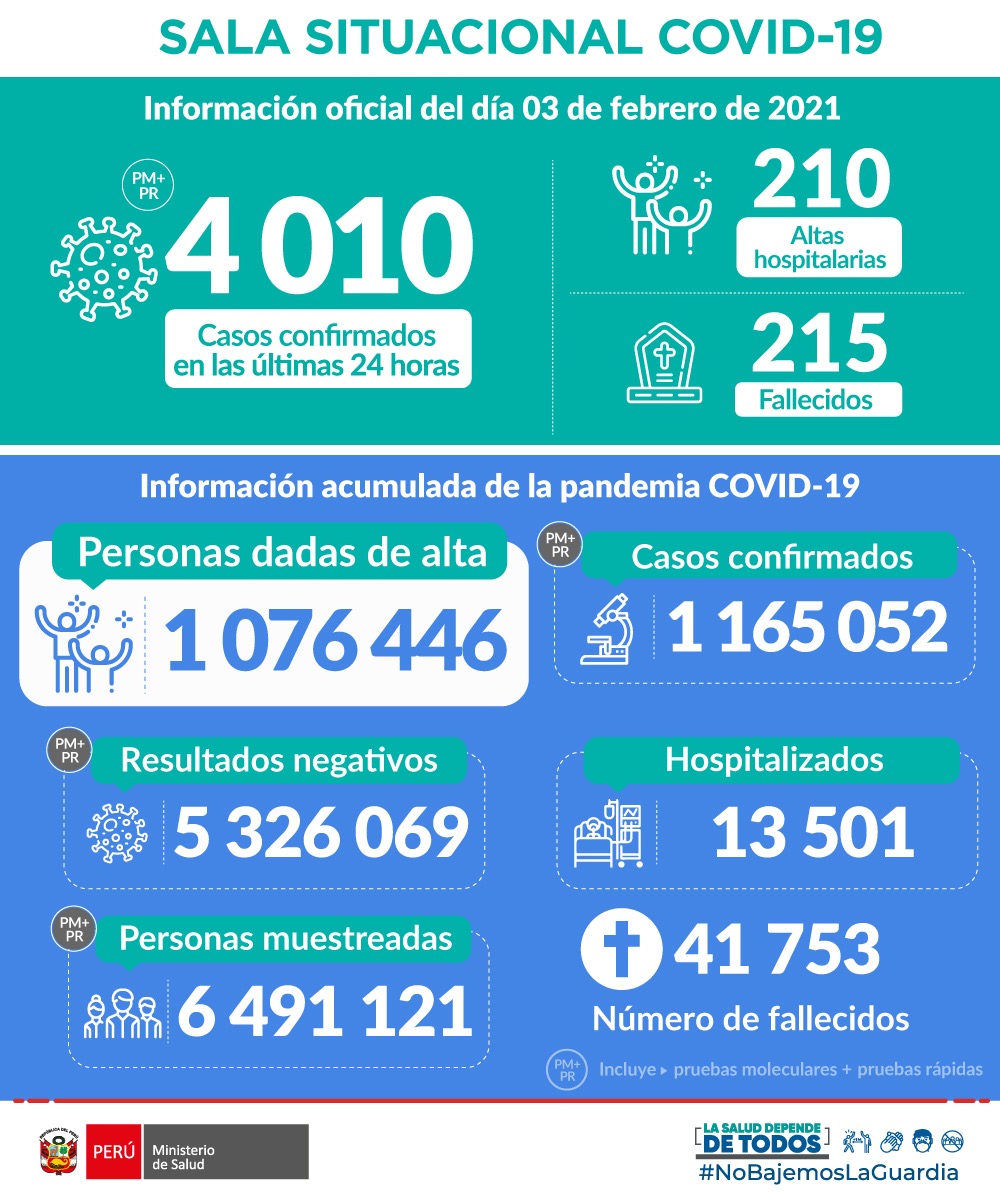 SALA SITUACIONAL COVID-19
Información oficial del día 03 de febrero de 2021
PM+
PR
4 010
Casos confirmados
en las últimas 24 horas
210
Altas
hospitalarias
215
Fallecidos
Información acumulada de la pandemia COVID-19
Personas dadas de alta
1 076 446
PM+
PR
Casos confirmados
1 165 052
PM+
PR
Resultados negativos
5 326 069
Hospitalizados
13 501
PM+
PR
Personas muestreadas
6 491 121
41 753
Número de fallecidos
PM+
PR
Incluye ▸ pruebas moleculares + pruebas rápidas
REPÚBLICA DEL PERÚ
PERÚ
Ministerio
de Salud
LA SALUD DEPENDE
DE TODOS
#NoBajemosLaGuardia